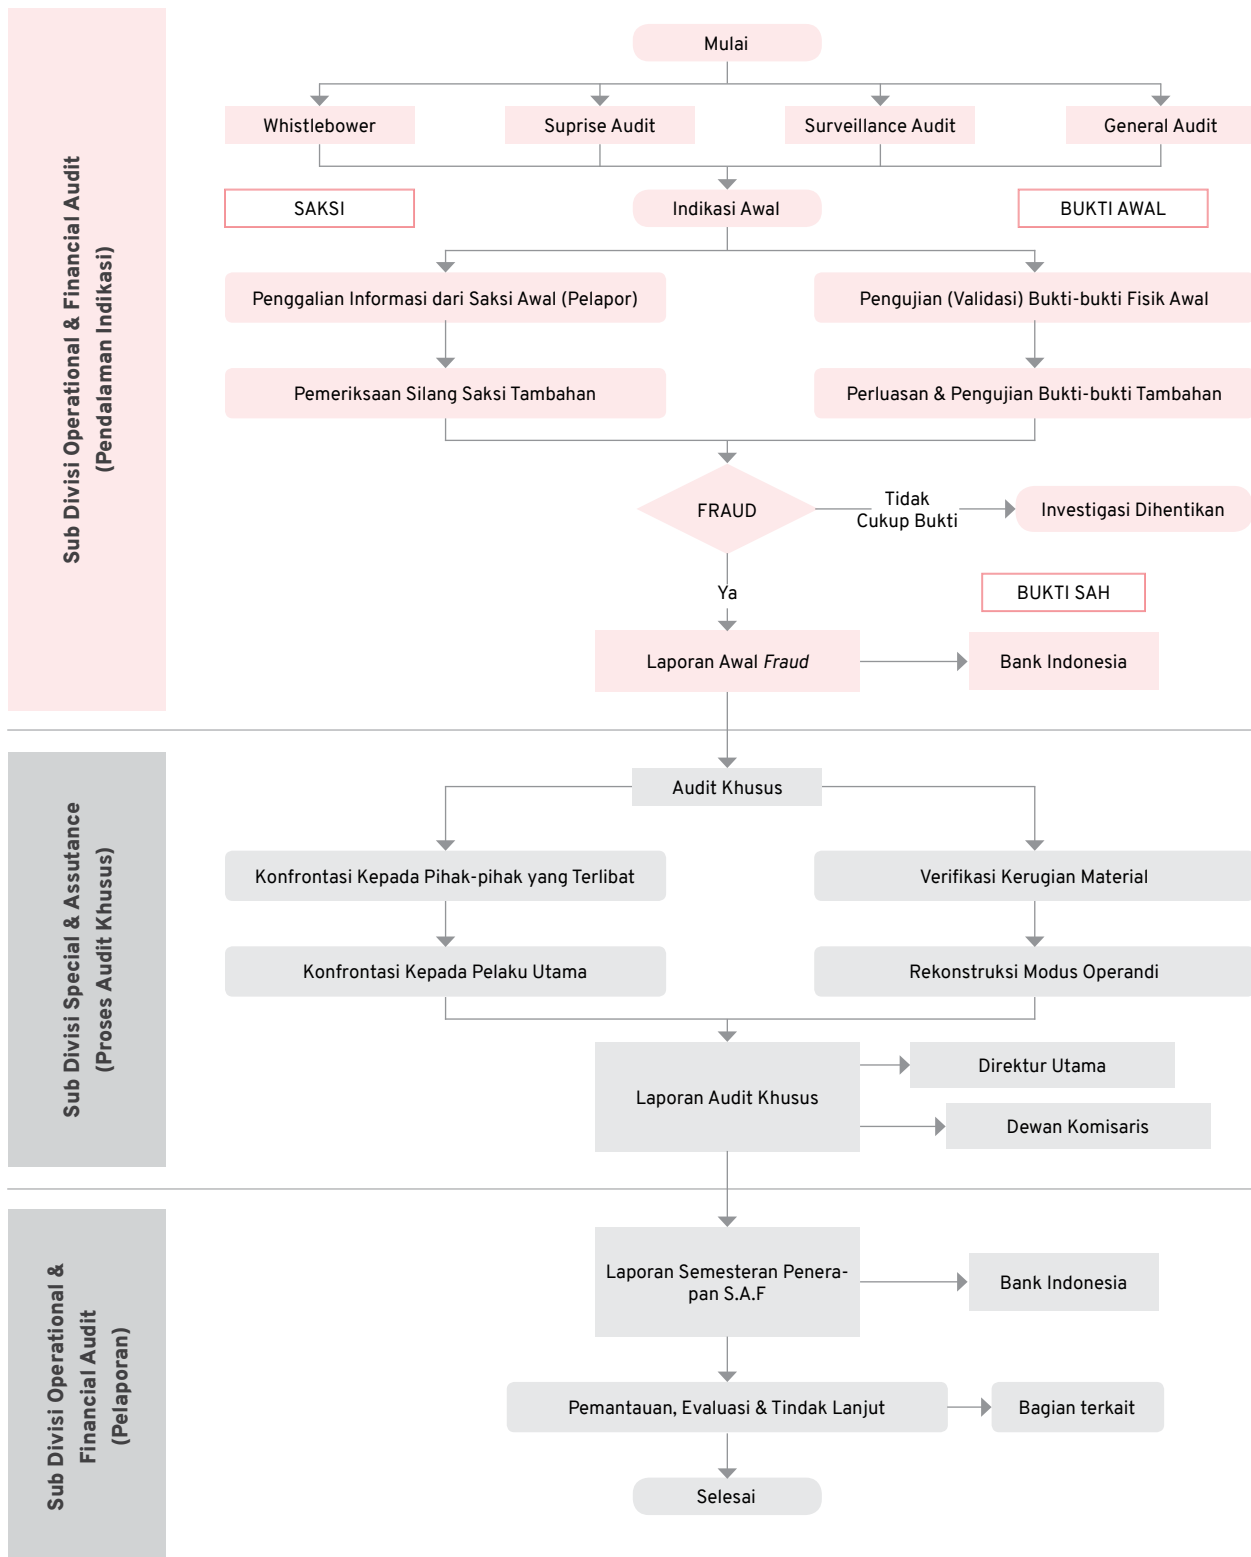 Sub Divisi Operational & Financial Audit
(Pendalaman Indikasi)
Mulai
Whistlebower
Suprise Audit
Surveillance Audit
General Audit
SAKSI
Indikasi Awal
BUKTI AWAL
Penggalian Informasi dari Saksi Awal (Pelapor)
Pengujian (Validasi) Bukti-bukti Fisik Awal
Pemeriksaan Silang Saksi Tambahan
Perluasan & Pengujian Bukti-bukti Tambahan
FRAUD
Tidak
Cukup Bukti
Investigasi Dihentikan
Ya
BUKTI SAH
Laporan Awal Fraud
Bank Indonesia
Sub Divisi Special & Assutance
(Proses Audit Khusus)
Audit Khusus
Konfrontasi Kepada Pihak-pihak yang Terlibat
Verifikasi Kerugian Material
Konfrontasi Kepada Pelaku Utama
Rekonstruksi Modus Operandi
Laporan Audit Khusus
Direktur Utama
Dewan Komisaris
Sub Divisi Operational &
Financial Audit
(Pelaporan)
Laporan Semesteran Penera-
pan S.A.F
Bank Indonesia
Pemantauan, Evaluasi & Tindak Lanjut
Bagian terkait
Selesai